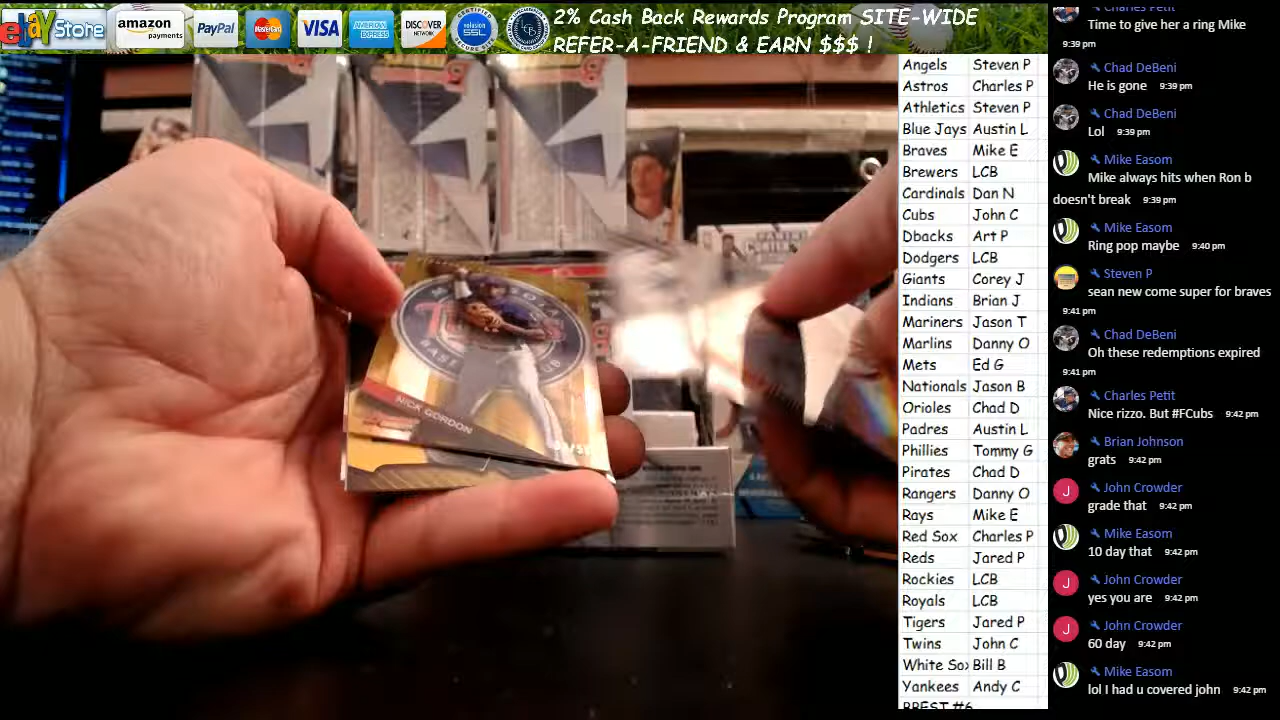 ebay Store
amazon
payments
PayPal
MasterCard
VISA
AMERICAN
EXPRESS
DISCOVER
NETWORK
volusion
SSL
2% Cash Back Rewards Program SITE-WIDE
REFER-A-FRIEND & EARN $$$ !
Angels Steven P
Astros Charles P
Athletics Steven P
Blue Jays Austin L
Braves Mike E
Brewers LCB
Cardinals Dan N
Cubs John C
Dbacks Art P
Dodgers LCB
Giants Corey J
Indians Brian J
Mariners Jason T
Marlins Danny O
Mets Ed G
Nationals Jason B
Orioles Chad D
Padres Austin L
Phillies Tommy G
Pirates Chad D
Rangers Danny O
Rays Mike E
Red Sox Charles P
Reds Jared P
Rockies LCB
Royals LCB
Tigers Jared P
Twins John C
White Sox Bill B
Yankees Andy C
BBEST #6
NICK GORDON
Charles Petit
Time to give him a ring Mike
9:39 pm
Chad DeBeni
He is gone 9:39 pm
Chad DeBeni
Lol 9:39 pm
Mike Easom
Mike always hits when Ron b
doesn't break 9:39 pm
Mike Easom
Ring pop maybe 9:40 pm
Steven P
sean new come super for braves
9:41 pm
Chad DeBeni
Oh these redemptions expired
9:41 pm
Charles Petit
Nice rizzo. But #FCubs 9:42 pm
Brian Johnson
grats 9:42 pm
John Crowder
grade that 9:42 pm
Mike Easom
10 day that 9:42 pm
John Crowder
yes you are 9:42 pm
John Crowder
60 day 9:42 pm
Mike Easom
lol I had u covered John 9:42 pm